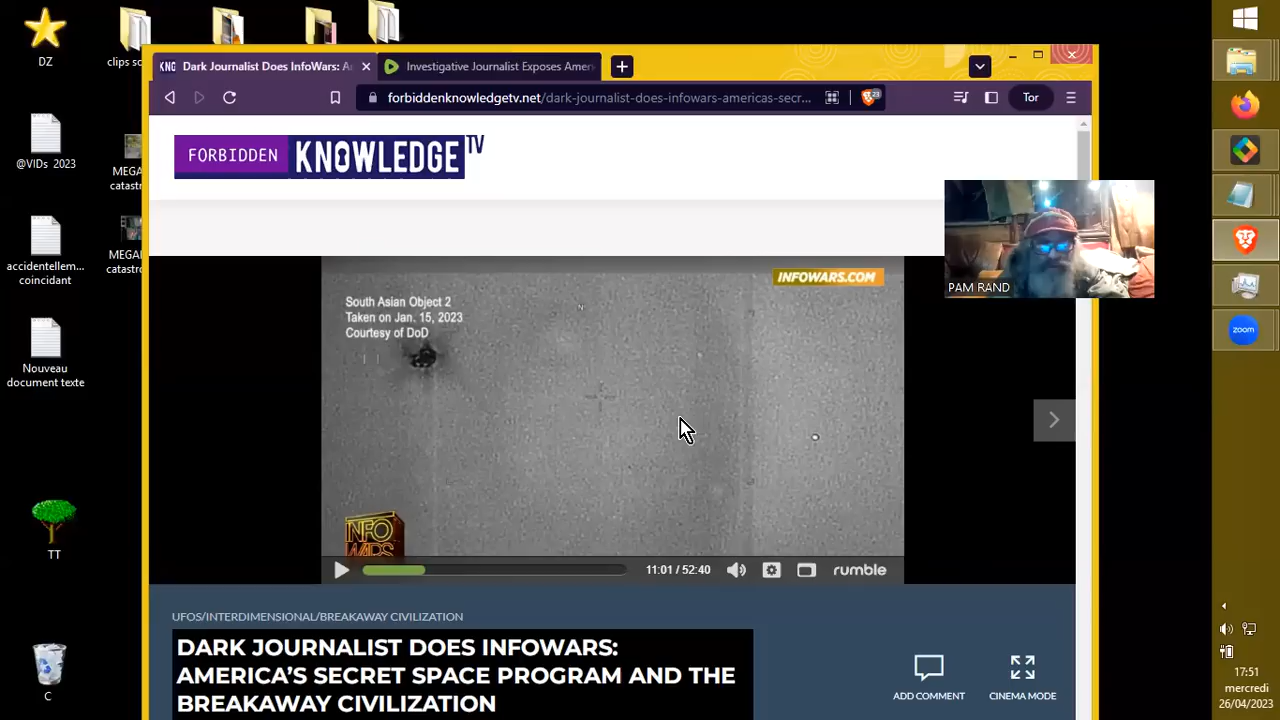 DZ
clips sc
@VIDs 2023
MEGA
catastr
accidentellem...
coincidant
MEGA
catastr
Nouveau
document texte
TT
C
KNO Dark Journalist Does InfoWars: A
Investigative Journalist Exposes Amer
forbiddenknowledgetv.net/dark-journalist-does-infowars-americas-secr...
23
Tor
FORBIDDEN KNOWLEDGE TV
INFOWARS.COM
South Asian Object 2
Taken on Jan. 15, 2023
Courtesy of DoD
N
INFO
WARS
PAM RAND
11:01 / 52:40
rumble
UFOS/INTERDIMENSIONAL/BREAKAWAY CIVILIZATION
DARK JOURNALIST DOES INFOWARS:
AMERICA'S SECRET SPACE PROGRAM AND THE
BREAKAWAY CIVILIZATION
ADD COMMENT
CINEMA MODE
zoom
17:51
mercredi
26/04/2023